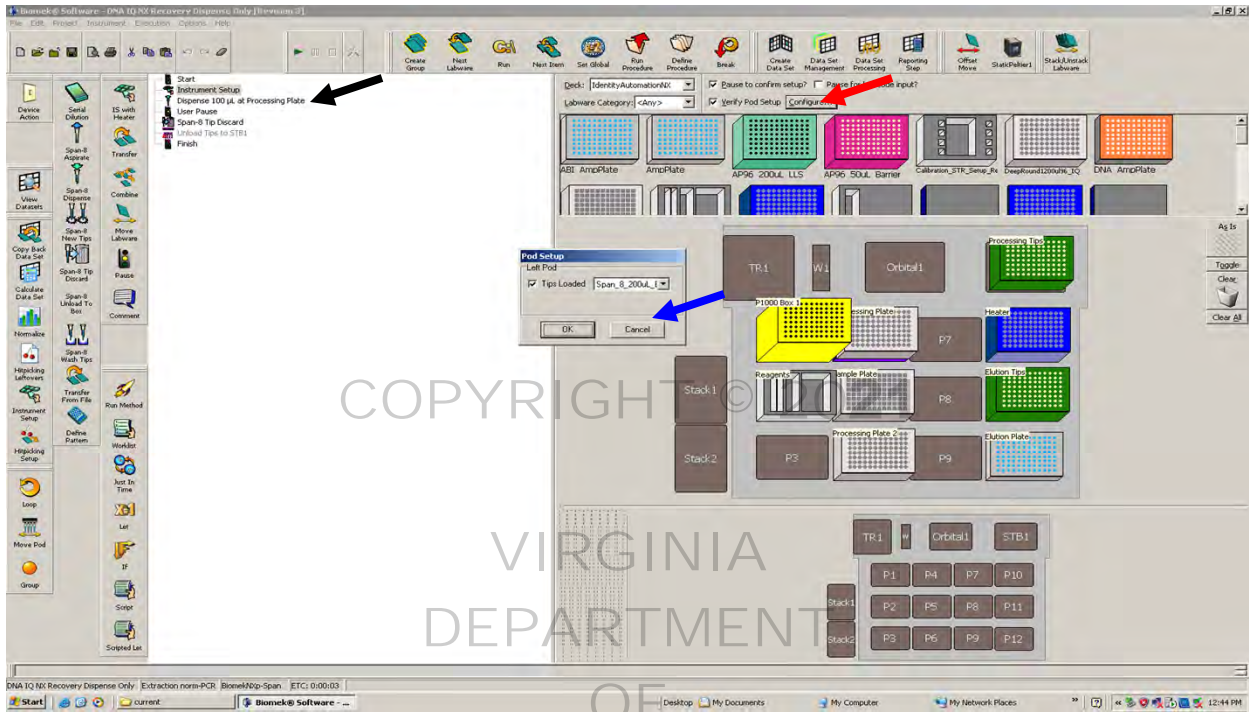 Biomek® Software - DNA IQ NX Recovery Dispense Only [Revision 3]
File Edit Project Instrument Execution Options Help
Create Group
Next Labware
Run
Next Item
Set Global
Run Procedure
Define Procedure
Break
Create Data Set
Data Set Management
Data Set Processing
Reporting Step
Offset Move
StaticPeltier1
Stack/Unstack Labware
Device Action
View Datasets
Copy Back Data Set
Calculate Data Set
Normalize
Hitpicking Leftovers
Instrument Setup
Hitpicking Setup
Loop
Move Pod
Group
Serial Dilution
Span-8 Aspirate
Span-8 Dispense
Span-8 New Tips
Span-8 Tip Discard
Span-8 Unload To Box
Span-8 Wash Tips
Transfer From File
Define Pattern
IS with Heater
Transfer
Combine
Move Labware
Pause
Comment
Run Method
Worklist
Just In Time
Let
If
Script
Scripted Let
Start
Instrument Setup
Dispense 100 µL at Processing Plate
User Pause
Span-8 Tip Discard
Unload Tips to STB1
Finish
Deck: IdentityAutomationNX
Pause to confirm setup?
Labware Category: <Any>
Verify Pod Setup
ABI AmpPlate
AmpPlate
AP96 200uL LLS
AP96 50uL Barrier
Calibration_STR_Setup_Re
DeepRound1200ul96_IQ
DNA AmpPlate
As Is
Toggle
Clear
Clear All
Pod Setup
Left Pod
Tips Loaded Span_8_200uL_
OK Cancel
TR1
W1
Orbital1
Processing Tips
P1000 Box 1
essing Plate
P7
Heater
Stack1
Reagents
ample Plate
P8
Elution Tips
Stack2
P3
Processing Plate 2
P9
Elution Plate
TR1 W Orbital1 STB1
P1 P4 P7 P10
Stack1 P2 P5 P8 P11
Stack2 P3 P6 P9 P12
COPYRIGHT © 2021
VIRGINIA
DEPARTMENT
OF
DNA IQ NX Recovery Dispense Only Extraction norm-PCR BiomekNXp-Span ETC: 0:00:03
Start current Biomek® Software - ... Desktop My Documents My Computer My Network Places 12:44 PM